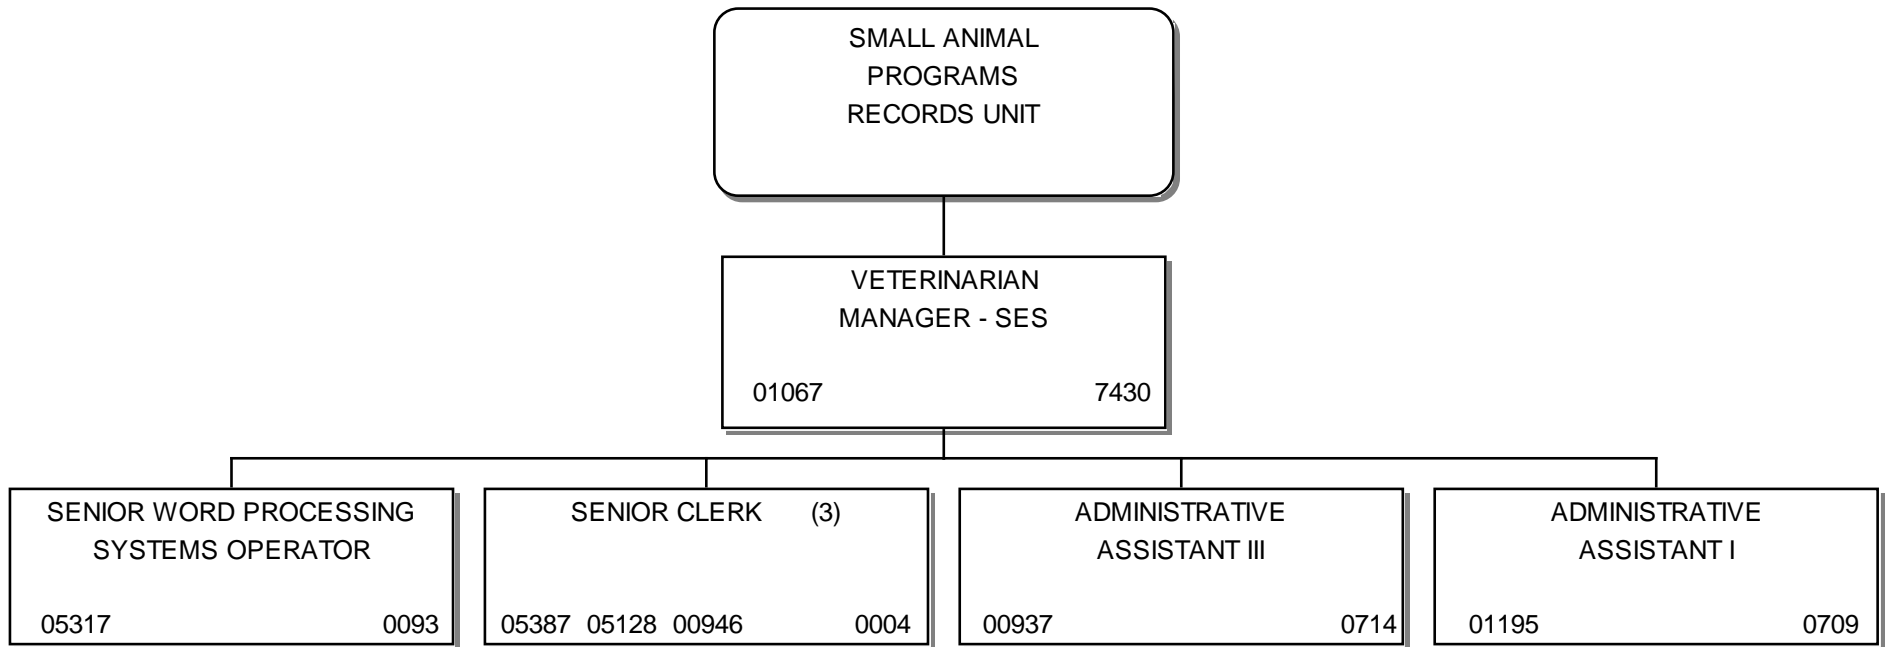 SMALL ANIMAL
PROGRAMS
RECORDS UNIT
VETERINARIAN
MANAGER - SES
01067 7430
SENIOR WORD PROCESSING
SYSTEMS OPERATOR
05317 0093
SENIOR CLERK (3)
05387 05128 00946 0004
ADMINISTRATIVE
ASSISTANT III
00937 0714
ADMINISTRATIVE
ASSISTANT I
01195 0709